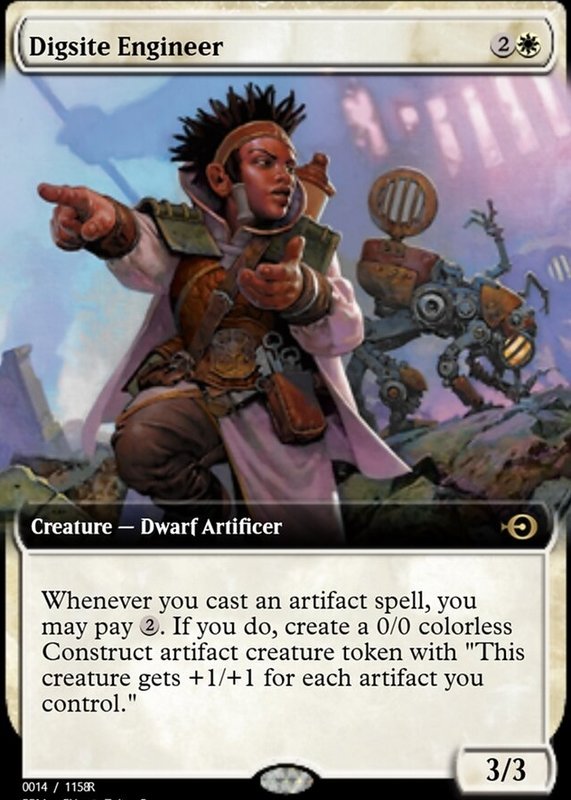 Digsite Engineer 2
Creature — Dwarf Artificer
Whenever you cast an artifact spell, you
may pay 2. If you do, create a 0/0 colorless
Construct artifact creature token with "This
creature gets +1/+1 for each artifact you
control."
3/3
0014 / 1158R